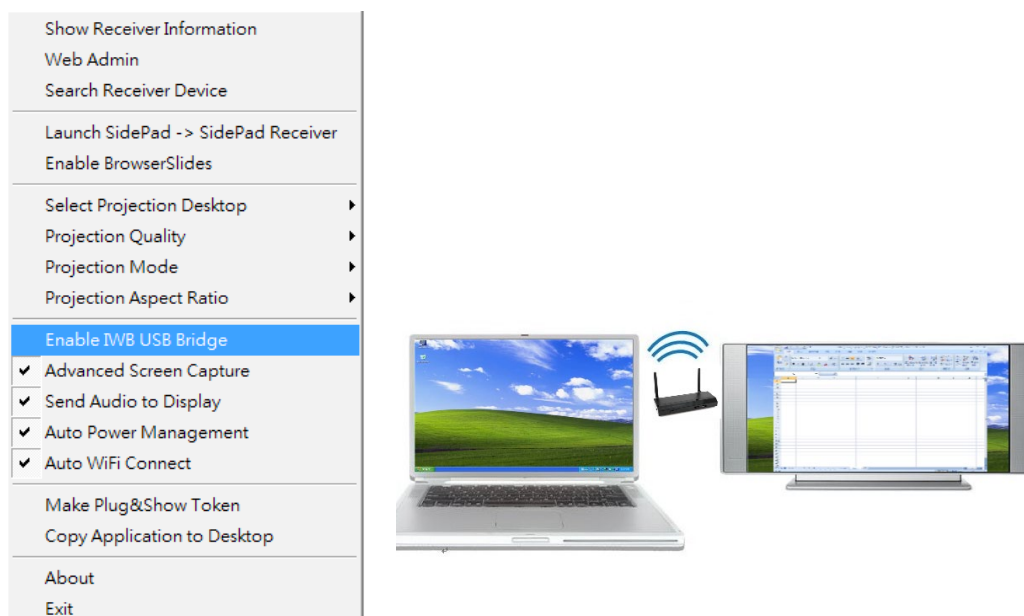 Show Receiver Information
Web Admin
Search Receiver Device
Launch SidePad -> SidePad Receiver
Enable BrowserSlides
Select Projection Desktop
Projection Quality
Projection Mode
Projection Aspect Ratio
Enable IWB USB Bridge
Advanced Screen Capture
Send Audio to Display
Auto Power Management
Auto WiFi Connect
Make Plug&Show Token
Copy Application to Desktop
About
Exit